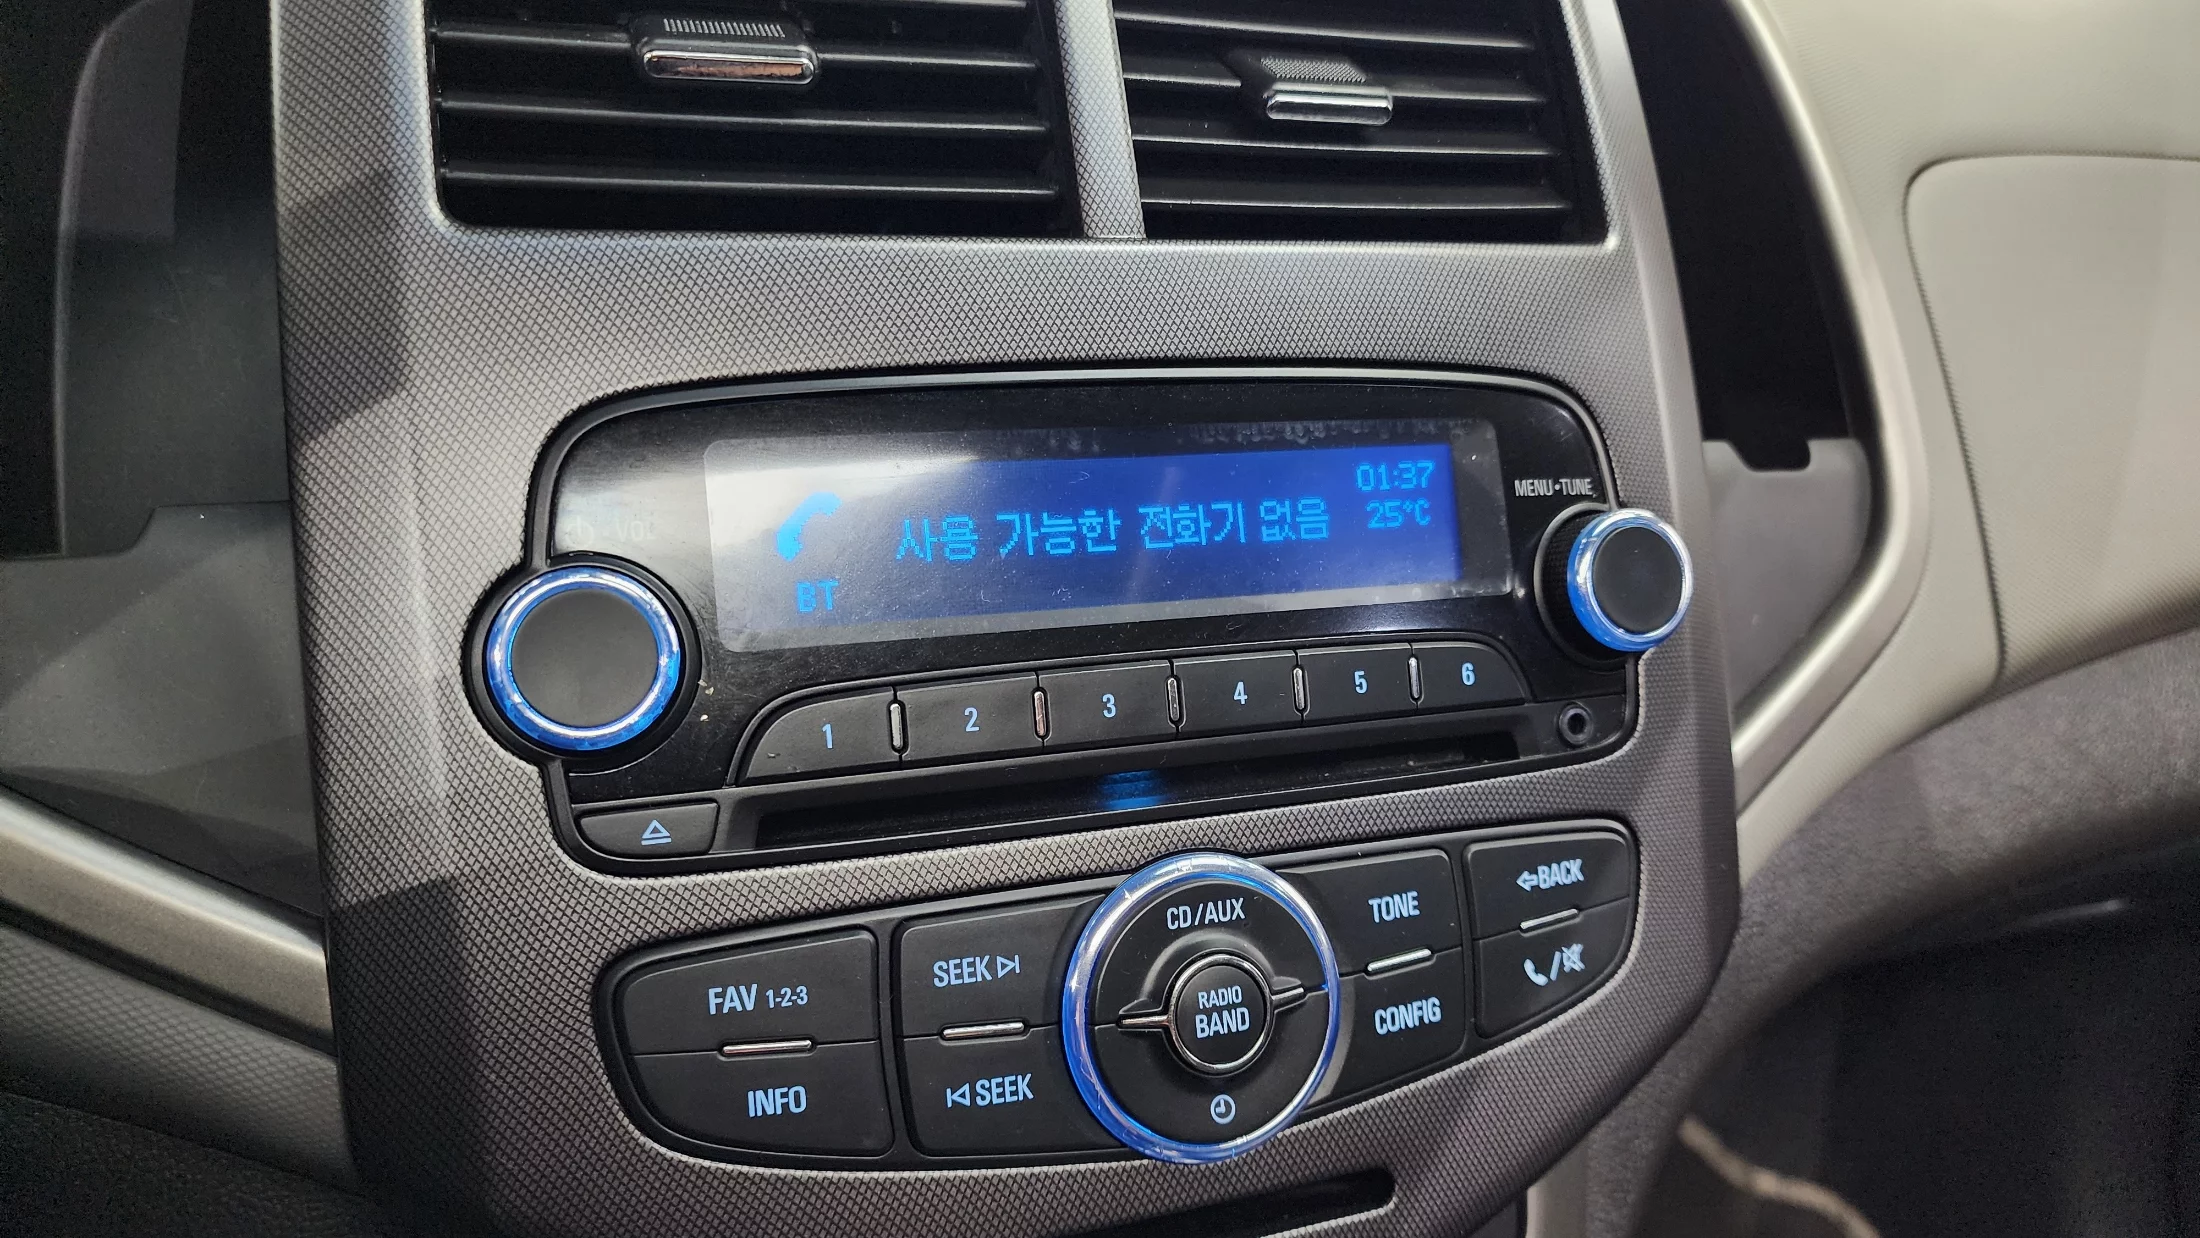 01:37
사용 가능한 전화기 없음
25°C
BT
VOL
MENU•TUNE
1 2 3 4 5 6
CD/AUX
RADIO
BAND
FAV 1-2-3
INFO
SEEK
SEEK
TONE
CONFIG
BACK